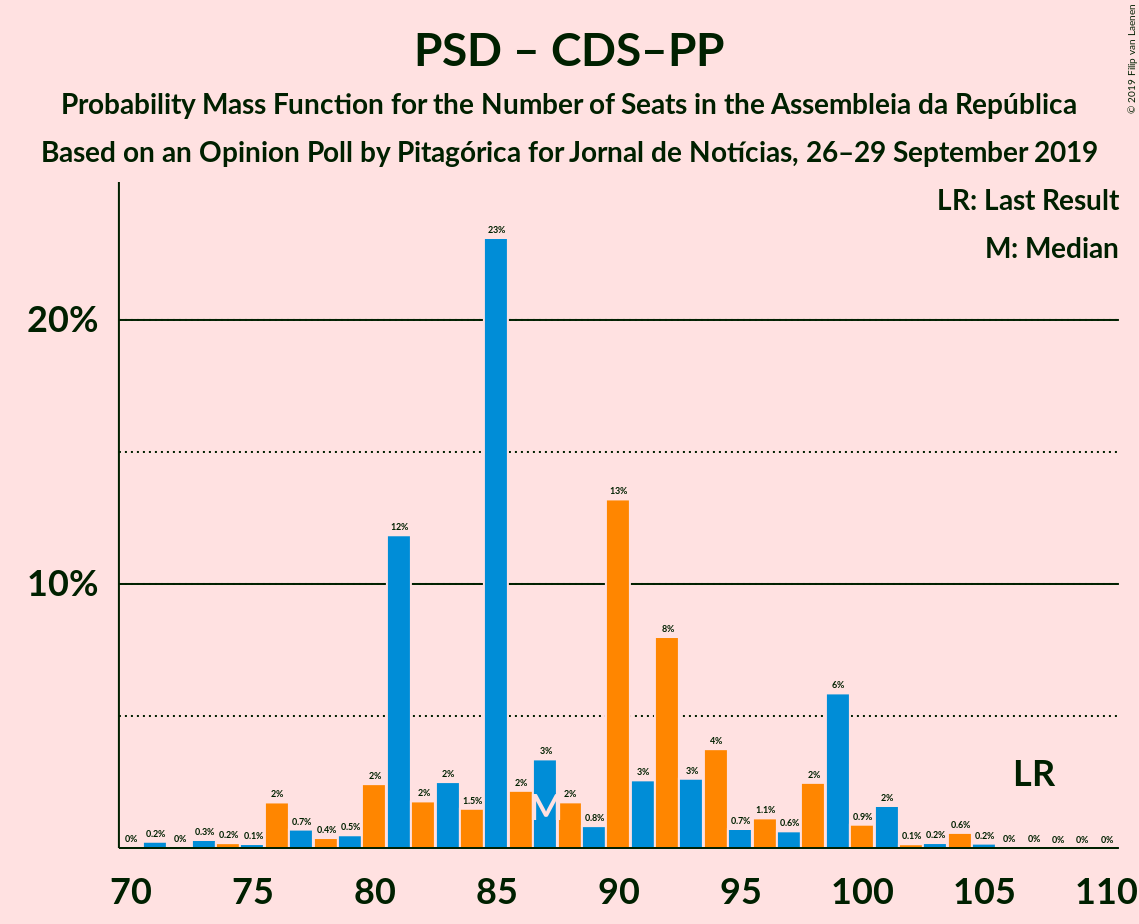 PSD – CDS–PP
Probability Mass Function for the Number of Seats in the Assembleia da República
Based on an Opinion Poll by Pitagórica for Jornal de Notícias, 26–29 September 2019
© 2019 Filip van Laenen
LR: Last Result
M: Median
20%
10%
0% 0.2% 0% 0.3% 0.2% 0.1% 2% 0.7% 0.4% 0.5% 2% 12% 2% 2% 1.5% 23% 2% 3% 2% 0.8% 13% 3% 8% 3% 4% 0.7% 1.1% 0.6% 2% 6% 0.9% 2% 0.1% 0.2% 0.6% 0.2% 0% 0% 0% 0% 0%
M
LR
70 75 80 85 90 95 100 105 110